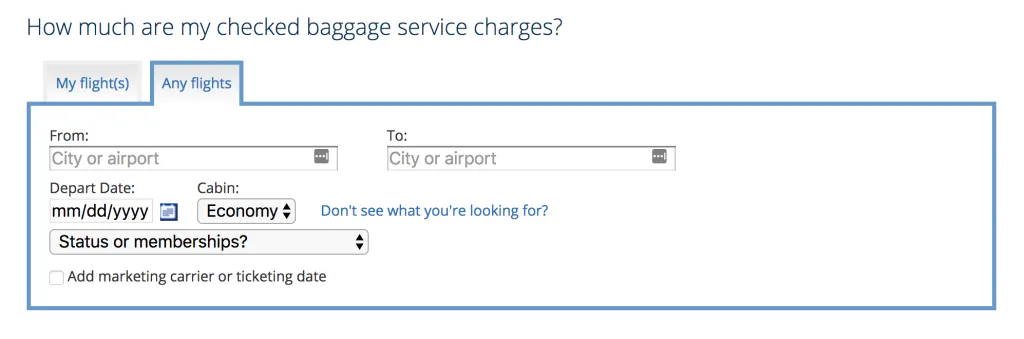 How much are my checked baggage service charges?
My flight(s) Any flights
From: To:
City or airport City or airport
Depart Date: Cabin:
mm/dd/yyyy Economy Don't see what you're looking for?
Status or memberships?
Add marketing carrier or ticketing date